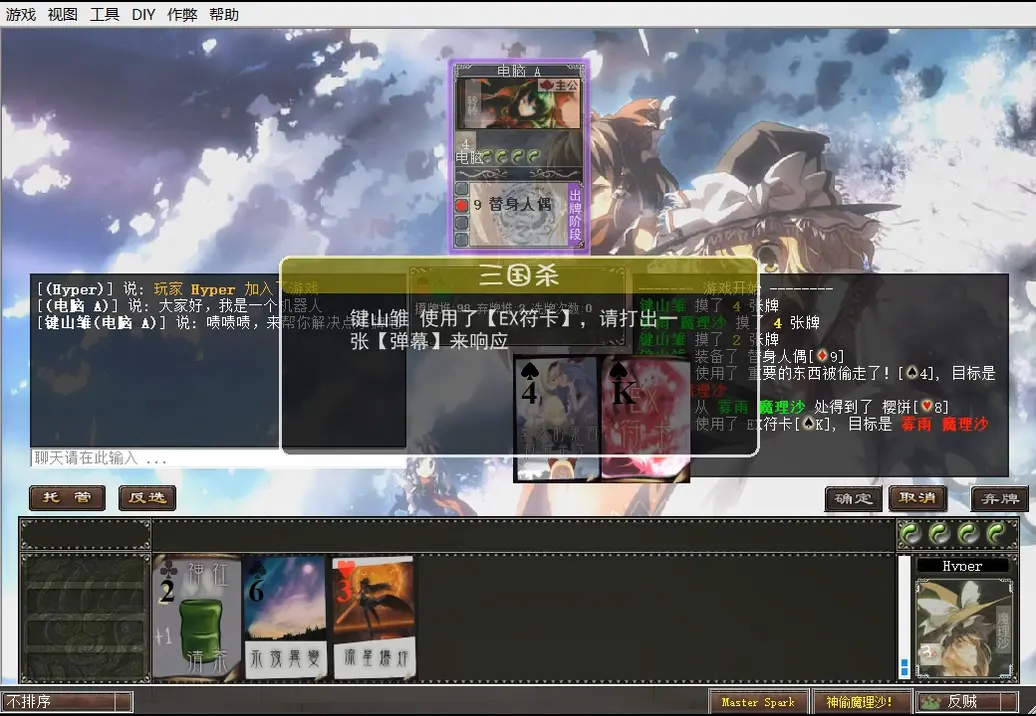 游戏 视图 工具 DIY 作弊 帮助
电脑 A
主公
4
电脑
9 替身人偶
出牌阶段
[(Hyper)] 说: 玩家 Hyper 加入了游戏
[(电脑 A)] 说: 大家好，我是一个机器人
[键山雏(电脑 A)] 说: 啧啧啧，来帮你解决点
三国杀
键山雏 使用了【EX符卡】，请打出一
张【弹幕】来响应
游戏开始
键山雏 摸了 4 张牌
雾雨 魔理沙 摸了 4 张牌
键山雏 摸了 2 张牌
装备了 替身人偶[♦9]
使用了 重要的东西被偷走了！[♠4]，目标是
从 雾雨 魔理沙 处得到了 樱饼[♥8]
使用了 EX符卡[♠K]，目标是 雾雨 魔理沙
4
K
EX
符卡
聊天请在此输入 ...
托管
反选
确定
取消
弃牌
2
神社
+1
清茶
6
永夜异变
3
Hyper
魔理沙
3
不排序
Master Spark
神偷魔理沙!
反贼